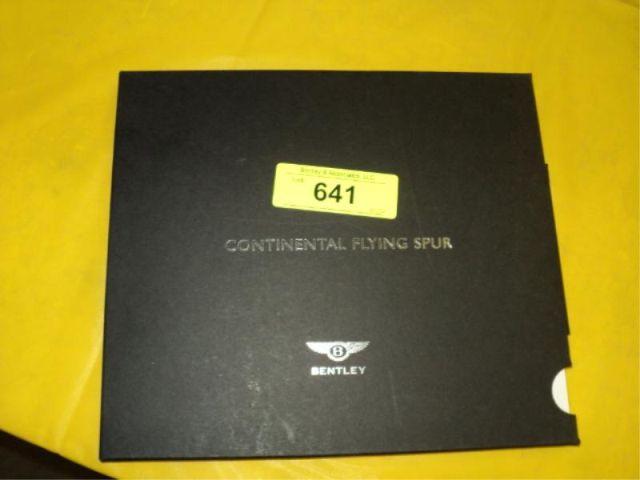 641
CONTINENTAL FLYING SPUR
B
BENTLEY